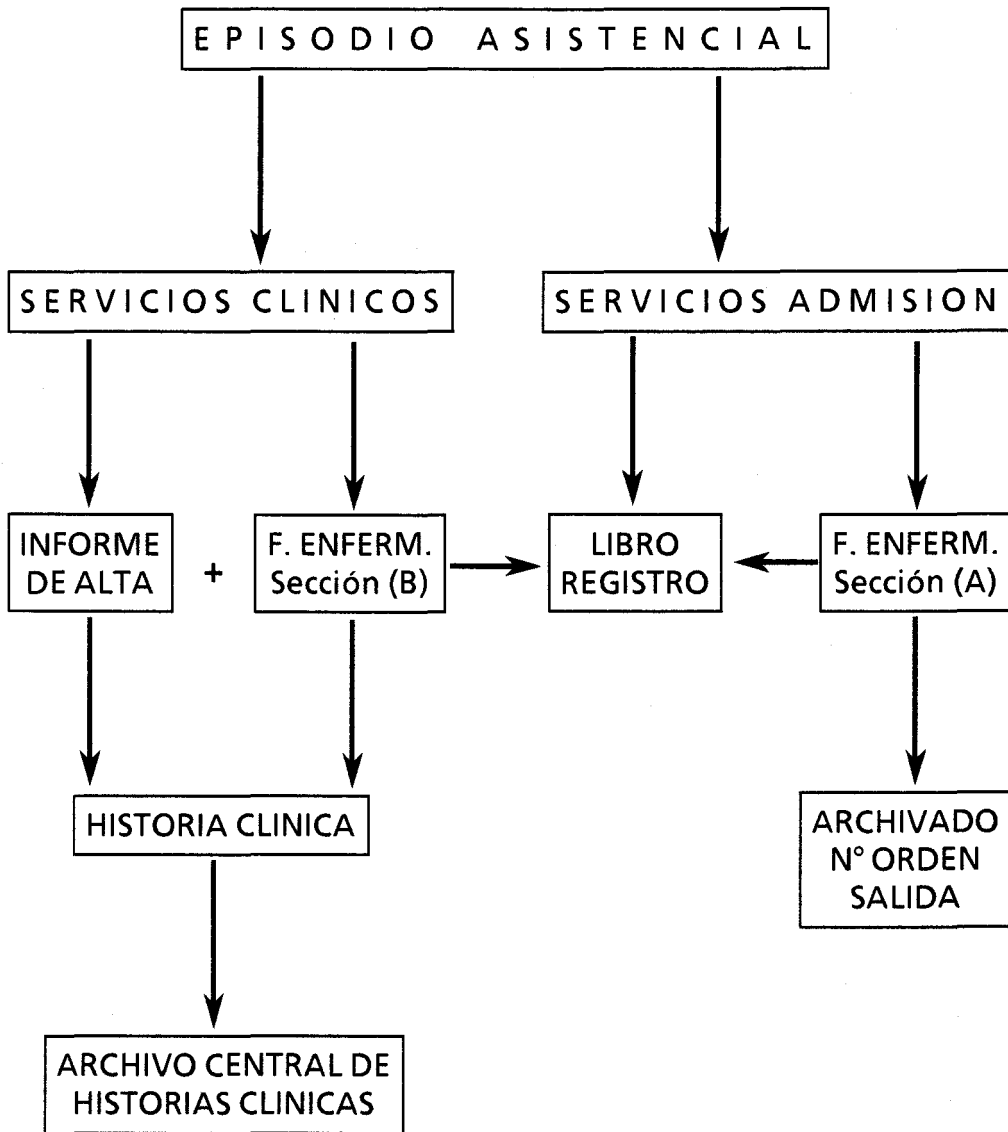 EPISODIO ASISTENCIAL
SERVICIOS CLINICOS
SERVICIOS ADMISION
INFORME
DE ALTA
+
F. ENFERM.
Sección (B)
LIBRO
REGISTRO
F. ENFERM.
Sección (A)
HISTORIA CLINICA
ARCHIVADO
N° ORDEN
SALIDA
ARCHIVO CENTRAL DE
HISTORIAS CLINICAS